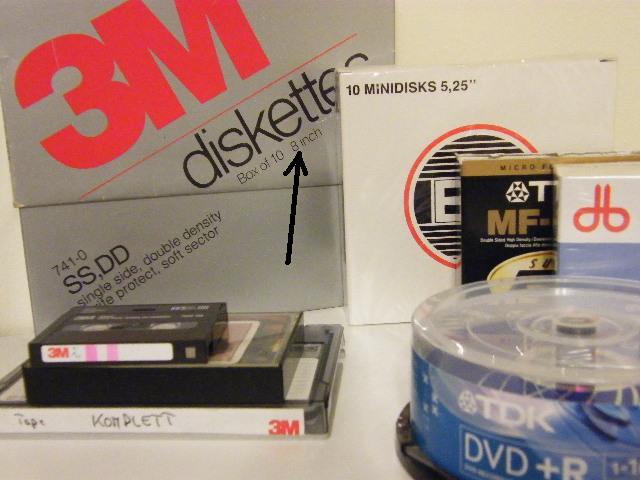 3M
diskettes
Box of 10 8 inch
741-0
SS,DD
single side, double density
write protect, soft sector
10 MINIDISKS 5,25"
MICRO
TDK
MF-
3M
Tape KOMPLETT
3M
TDK
DVD+R